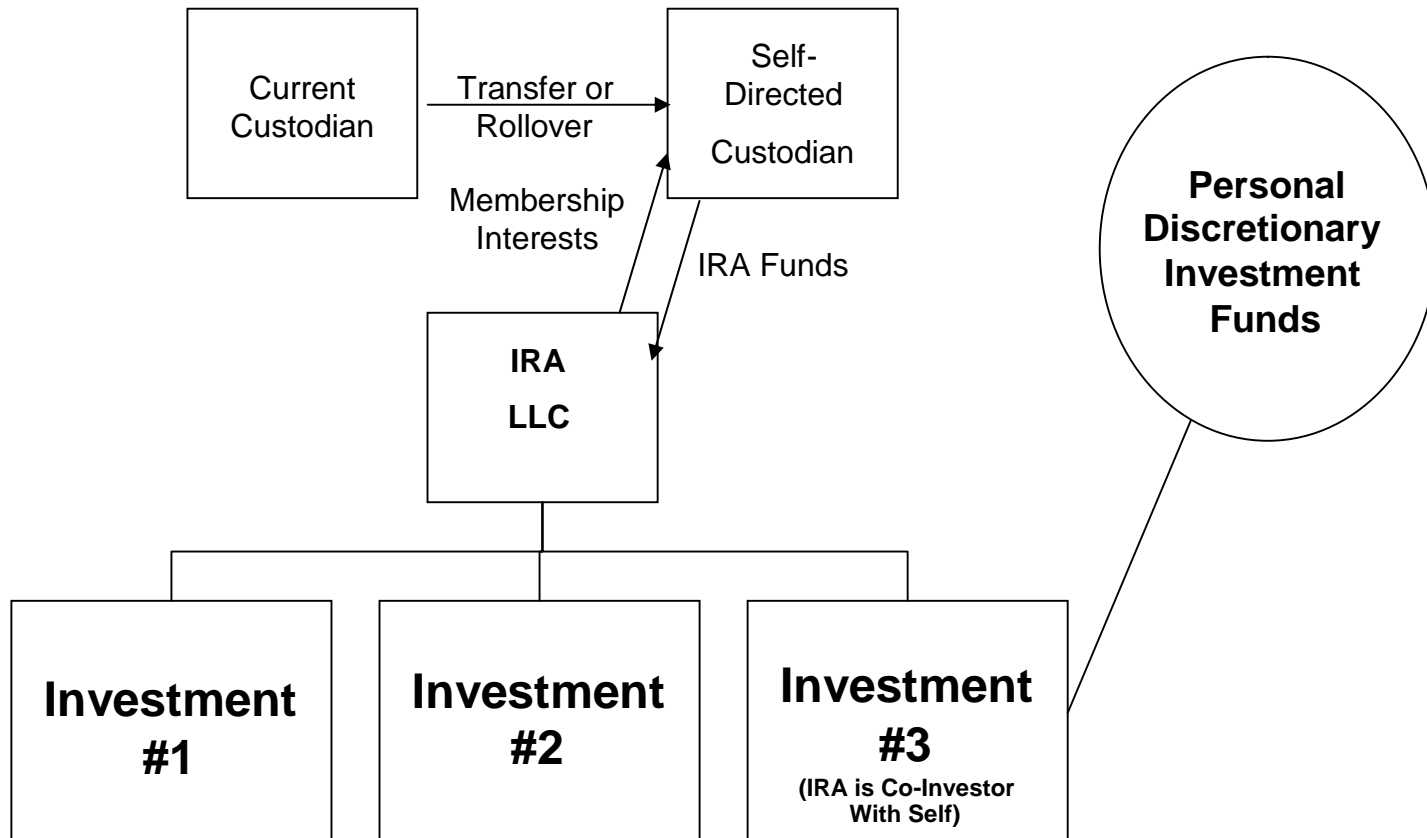 Current
Custodian
Transfer or
Rollover
Self-
Directed
Custodian
Membership
Interests
IRA Funds
Personal
Discretionary
Investment
Funds
IRA
LLC
Investment
#1
Investment
#2
Investment
#3
(IRA is Co-Investor
With Self)